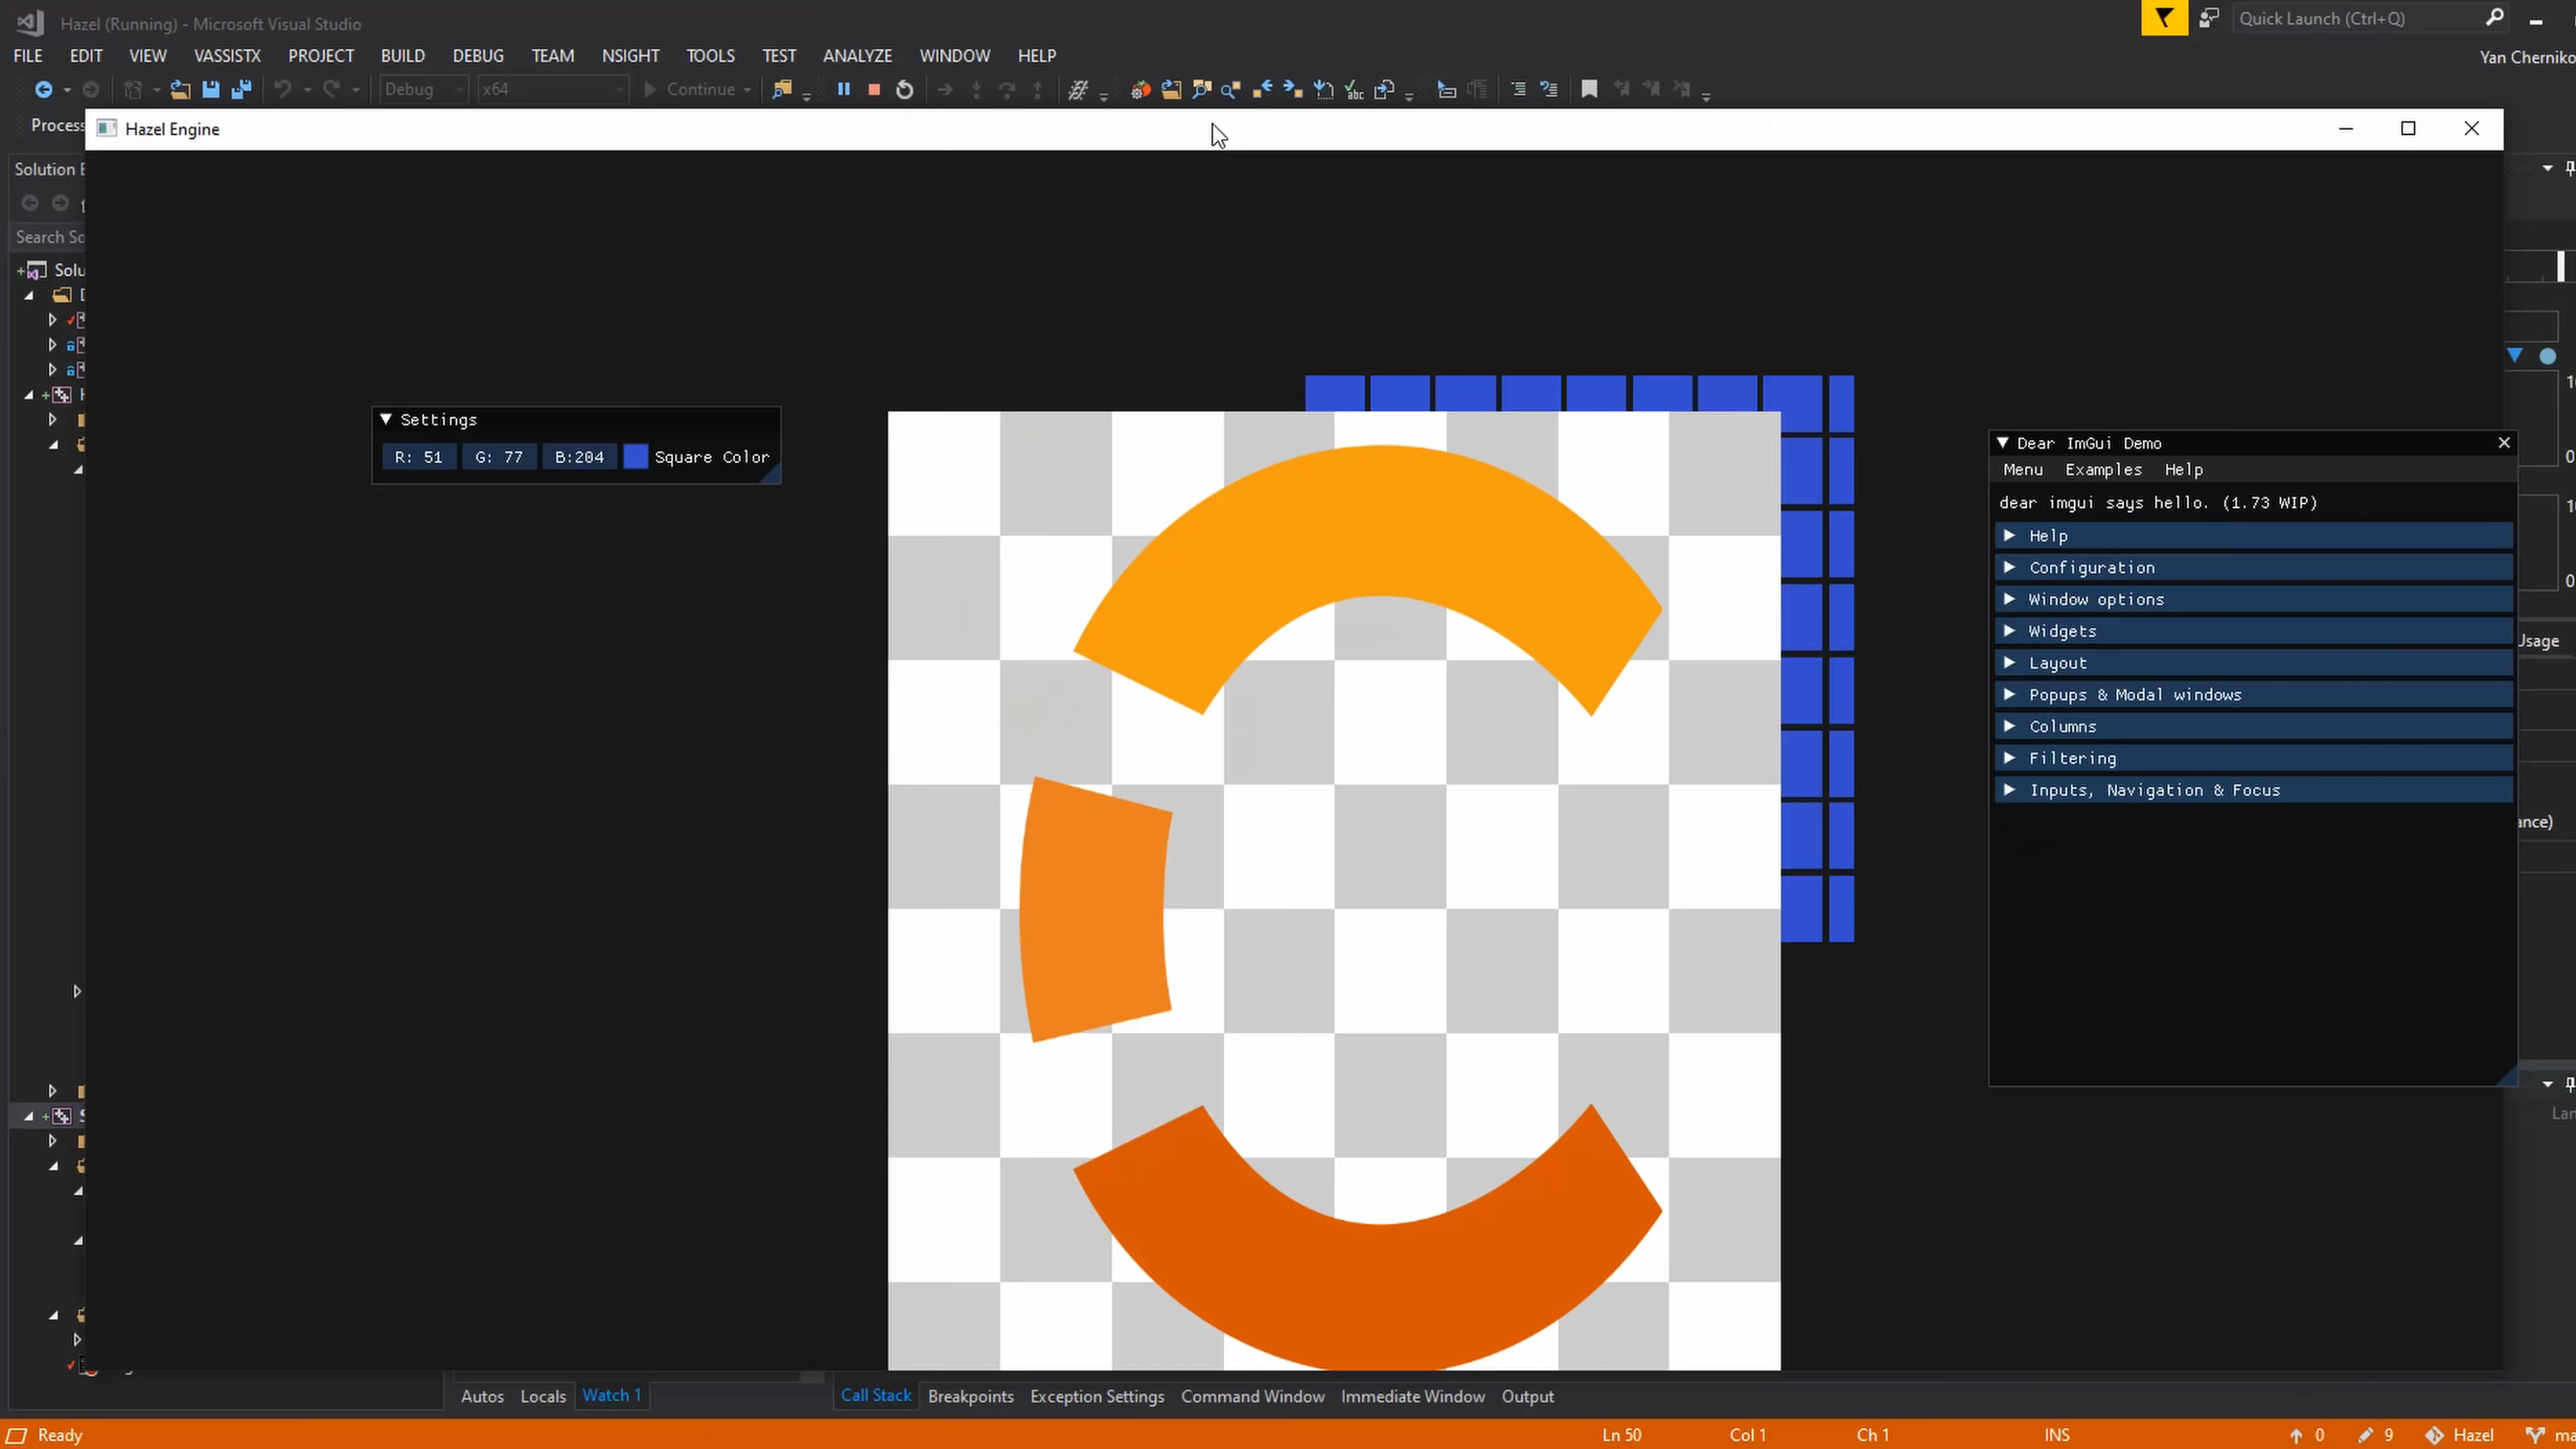 Hazel (Running) - Microsoft Visual Studio
Quick Launch (Ctrl+Q)
FILE EDIT VIEW VASSISTX PROJECT BUILD DEBUG TEAM NSIGHT TOOLS TEST ANALYZE WINDOW HELP
Yan Cherniko
Debug x64 Continue
Process
Hazel Engine
Solution E
Search So
Solu
Settings
R: 51 G: 77 B:204 Square Color
Dear ImGui Demo
Menu Examples Help
dear imgui says hello. (1.73 WIP)
Help
Configuration
Window options
Widgets
Layout
Popups & Modal windows
Columns
Filtering
Inputs, Navigation & Focus
Usage
ance)
Lan
Autos Locals Watch 1
Call Stack Breakpoints Exception Settings Command Window Immediate Window Output
Ready
Ln 50 Col 1 Ch 1 INS 0 9 Hazel ma